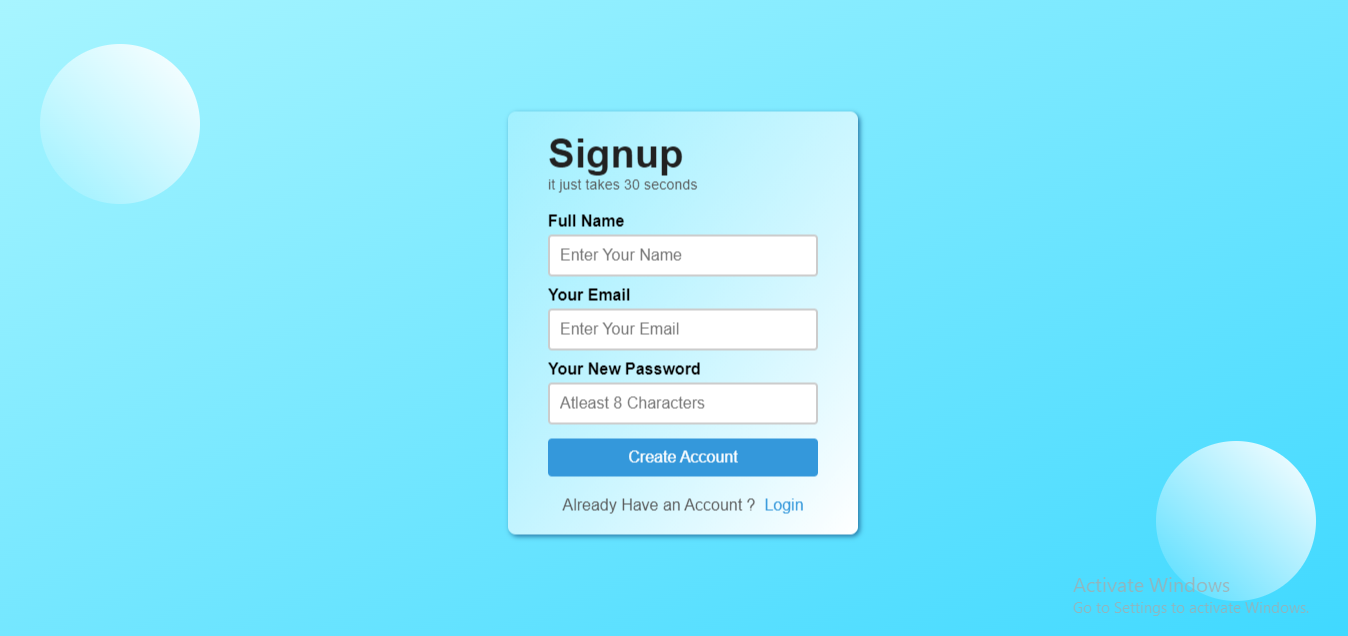 Signup
it just takes 30 seconds
Full Name
Enter Your Name
Your Email
Enter Your Email
Your New Password
Atleast 8 Characters
Create Account
Already Have an Account ? Login
Activate Windows
Go to Settings to activate Windows.